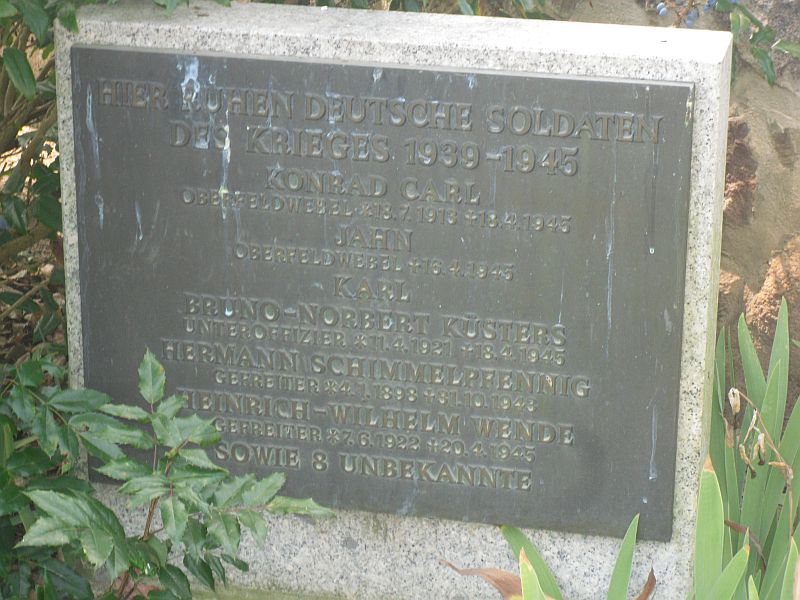 HIER RUHEN DEUTSCHE SOLDATEN
DES KRIEGES 1939-1945
KONRAD CARL
OBERFELDWEBEL *13.7.1913 +13.4.1945
JAHN
OBERFELDWEBEL +16.4.1945
KARL
BRUNO-NORBERT KÜSTERS
UNTEROFFIZIER *11.4.1921 +18.4.1945
HERMANN SCHIMMELPFENNIG
GEFREITER *4.1.1898 +31.10.1945
HEINRICH-WILHELM WENDE
GEFREITER *7.6.1922 +20.4.1945
SOWIE 8 UNBEKANNTE